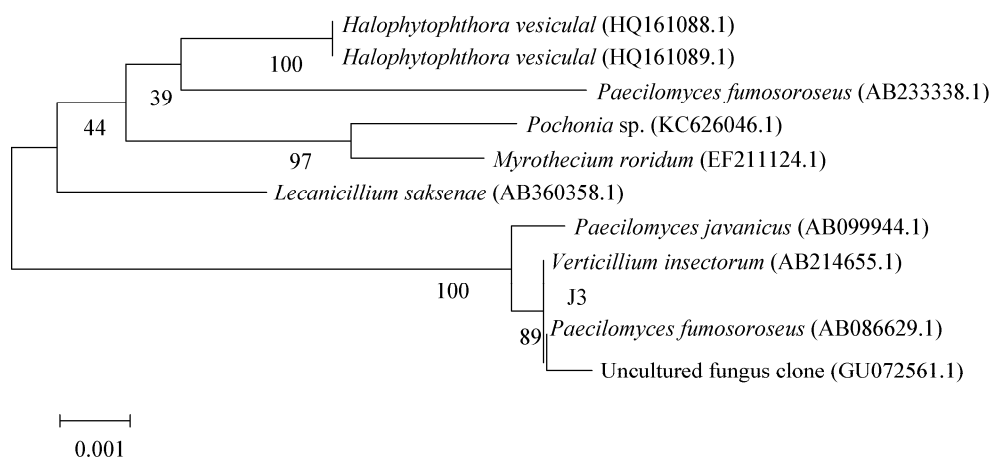 Halophytophthora vesiculal (HQ161088.1)
Halophytophthora vesiculal (HQ161089.1)
100
Paecilomyces fumosoroseus (AB233338.1)
39
Pochonia sp. (KC626046.1)
44
Myrothecium roridum (EF211124.1)
97
Lecanicillium saksenae (AB360358.1)
Paecilomyces javanicus (AB099944.1)
Verticillium insectorum (AB214655.1)
100
J3
Paecilomyces fumosoroseus (AB086629.1)
89
Uncultured fungus clone (GU072561.1)
0.001